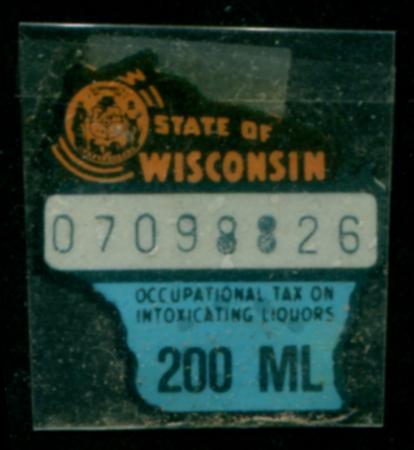 STATE OF
WISCONSIN
07098826
OCCUPATIONAL TAX ON
INTOXICATING LIQUORS
200 ML